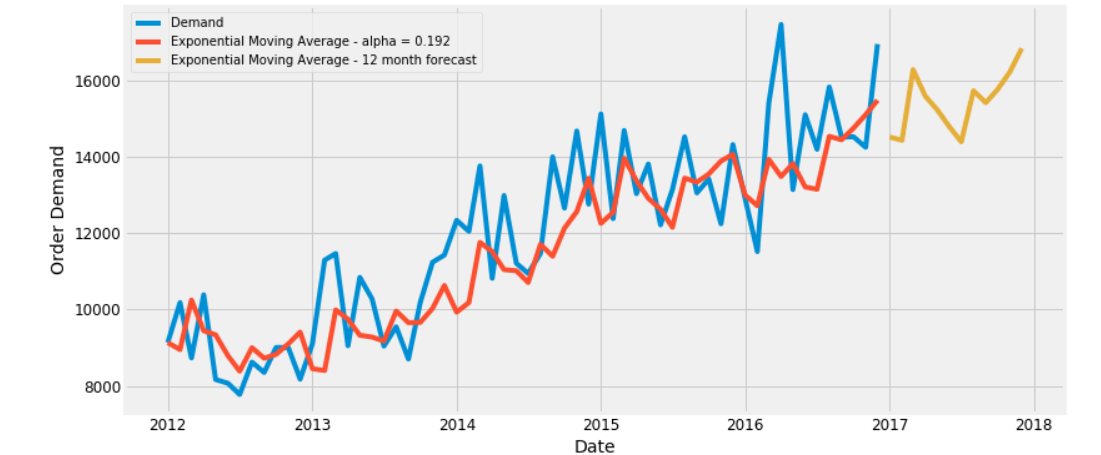 Demand
Exponential Moving Average - alpha = 0.192
Exponential Moving Average - 12 month forecast
16000
14000
12000
10000
8000
Order Demand
2012 2013 2014 2015 2016 2017 2018
Date